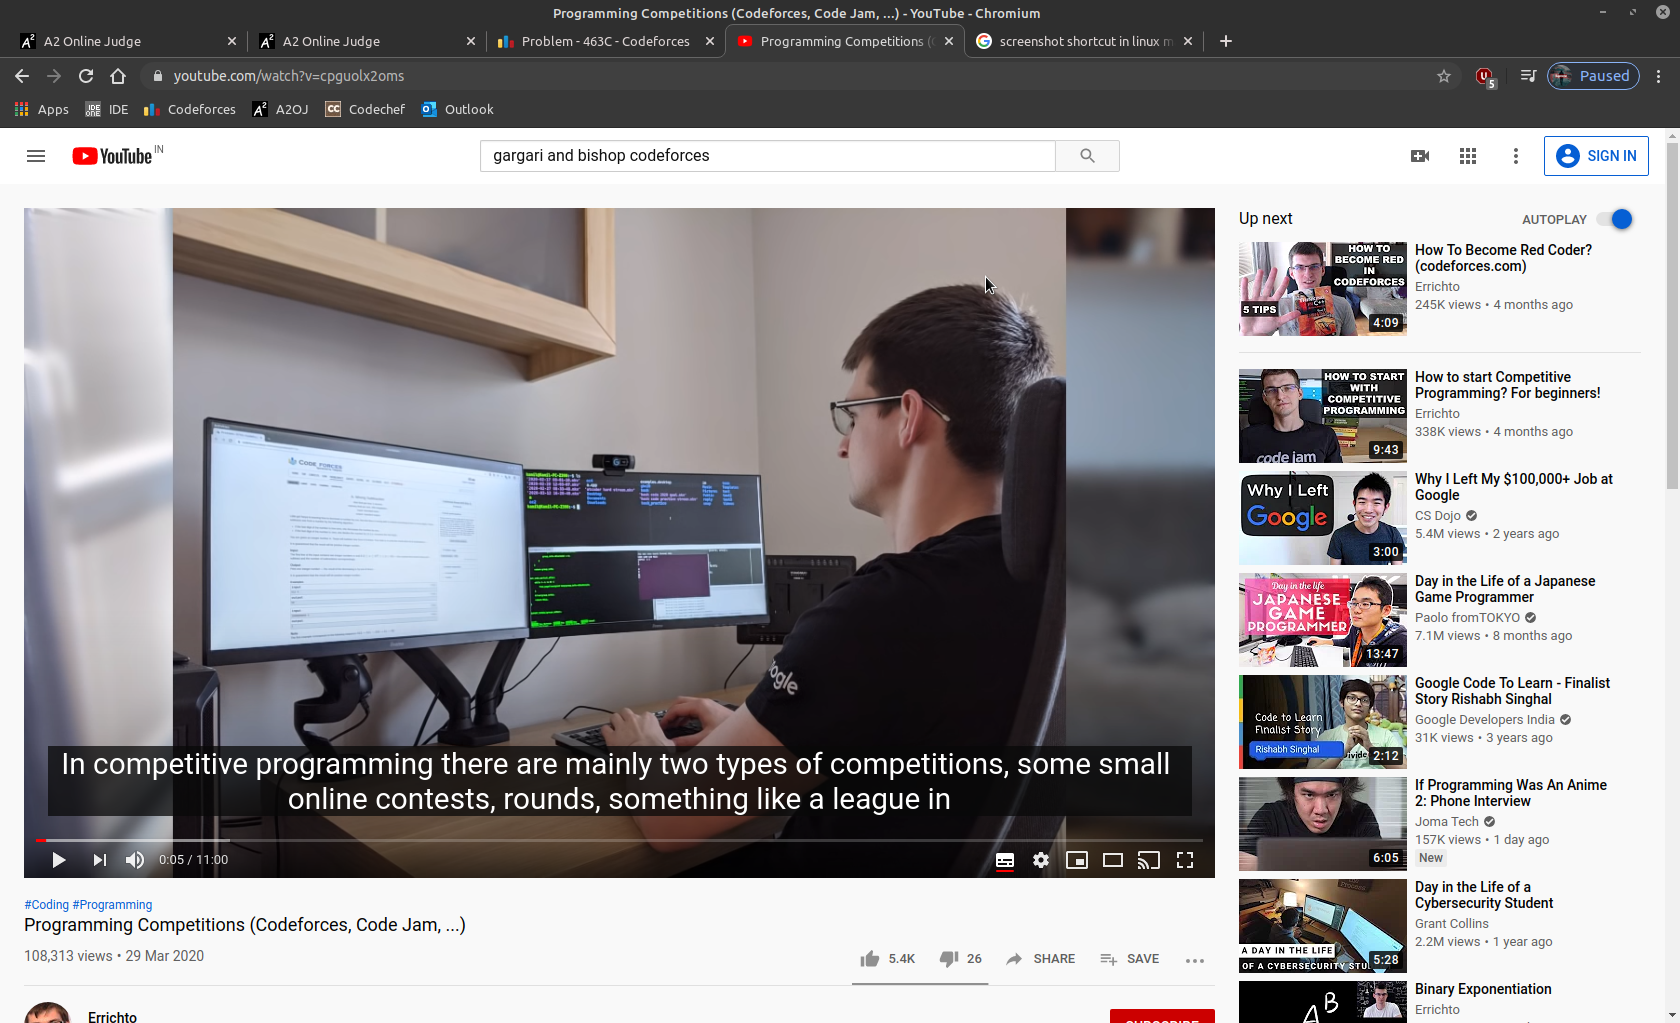 Programming Competitions (Codeforces, Code Jam, ...) - YouTube - Chromium
A2 Online Judge
A2 Online Judge
Problem - 463C - Codeforces
Programming Competitions (
screenshot shortcut in linux m
youtube.com/watch?v=cpguolx2oms
5
Paused
Apps
IDE
Codeforces
A2OJ
Codechef
Outlook
YouTube IN
gargari and bishop codeforces
SIGN IN
Up next
AUTOPLAY
HOW TO
BECOME RED
IN
CODEFORCES
5 TIPS
4:09
How To Become Red Coder?
(codeforces.com)
Errichto
245K views • 4 months ago
HOW TO START
WITH
COMPETITIVE
PROGRAMMING
code jam
9:43
How to start Competitive
Programming? For beginners!
Errichto
338K views • 4 months ago
Why I Left
Google
3:00
Why I Left My $100,000+ Job at
Google
CS Dojo
5.4M views • 2 years ago
Day in the life
JAPANESE
GAME
PROGRAMMER
13:47
Day in the Life of a Japanese
Game Programmer
Paolo fromTOKYO
7.1M views • 8 months ago
Code to Learn
Finalist Story
Rishabh Singhal
2:12
Google Code To Learn - Finalist
Story Rishabh Singhal
Google Developers India
31K views • 3 years ago
6:05
If Programming Was An Anime
2: Phone Interview
Joma Tech
157K views • 1 day ago
New
A DAY IN THE LIFE
OF A CYBERSECURITY STU
5:28
Day in the Life of a
Cybersecurity Student
Grant Collins
2.2M views • 1 year ago
A B
Binary Exponentiation
Errichto
CODEFORCES
oogle
In competitive programming there are mainly two types of competitions, some small
online contests, rounds, something like a league in
0:05 / 11:00
#Coding #Programming
Programming Competitions (Codeforces, Code Jam, ...)
108,313 views • 29 Mar 2020
5.4K
26
SHARE
SAVE
Errichto
SUBSCRIBE